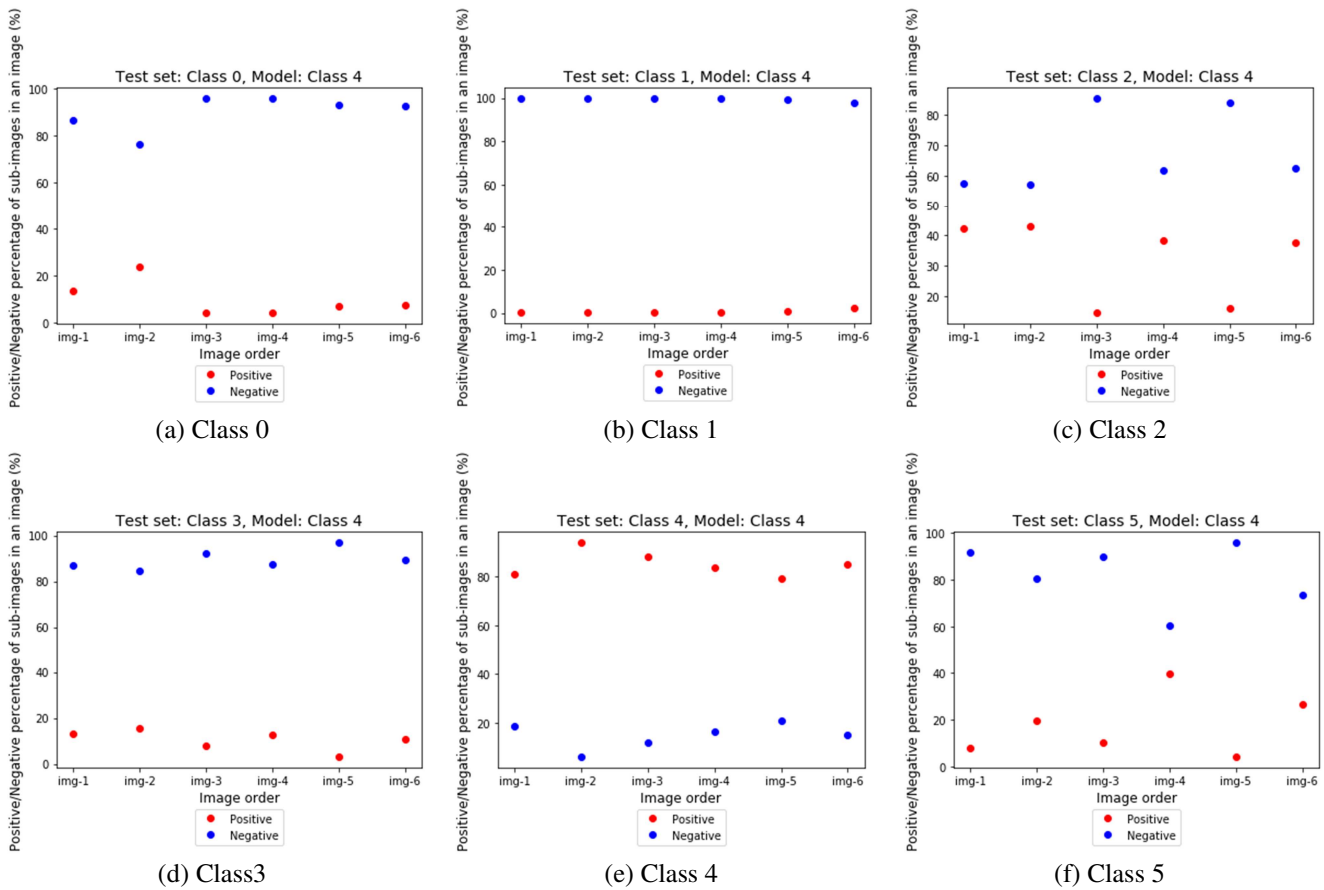 Test set: Class 0, Model: Class 4
Positive/Negative percentage of sub-images in an image (%)
100
80
60
40
20
0
img-1 img-2 img-3 img-4 img-5 img-6
Image order
Positive
Negative
(a) Class 0
Test set: Class 1, Model: Class 4
Positive/Negative percentage of sub-images in an image (%)
100
80
60
40
20
0
img-1 img-2 img-3 img-4 img-5 img-6
Image order
Positive
Negative
(b) Class 1
Test set: Class 2, Model: Class 4
Positive/Negative percentage of sub-images in an image (%)
80
70
60
50
40
30
20
img-1 img-2 img-3 img-4 img-5 img-6
Image order
Positive
Negative
(c) Class 2
Test set: Class 3, Model: Class 4
Positive/Negative percentage of sub-images in an image (%)
100
80
60
40
20
0
img-1 img-2 img-3 img-4 img-5 img-6
Image order
Positive
Negative
(d) Class3
Test set: Class 4, Model: Class 4
Positive/Negative percentage of sub-images in an image (%)
80
60
40
20
img-1 img-2 img-3 img-4 img-5 img-6
Image order
Positive
Negative
(e) Class 4
Test set: Class 5, Model: Class 4
Positive/Negative percentage of sub-images in an image (%)
100
80
60
40
20
0
img-1 img-2 img-3 img-4 img-5 img-6
Image order
Positive
Negative
(f) Class 5